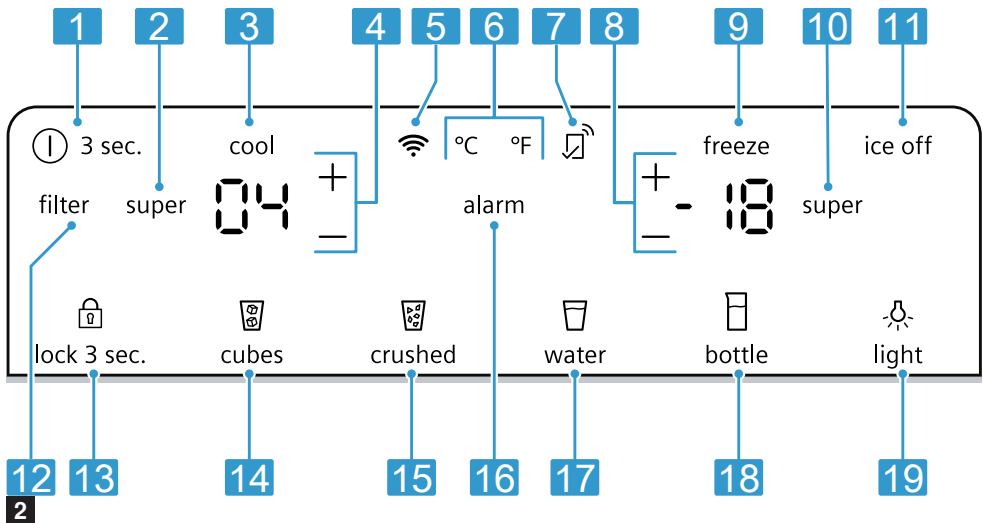 1 2 3 4 5 6 7 8 9 10 11
3 sec. cool °C °F freeze ice off
filter super 04 + − alarm + − -18 super
lock 3 sec. cubes crushed water bottle light
12 13 14 15 16 17 18 19
2